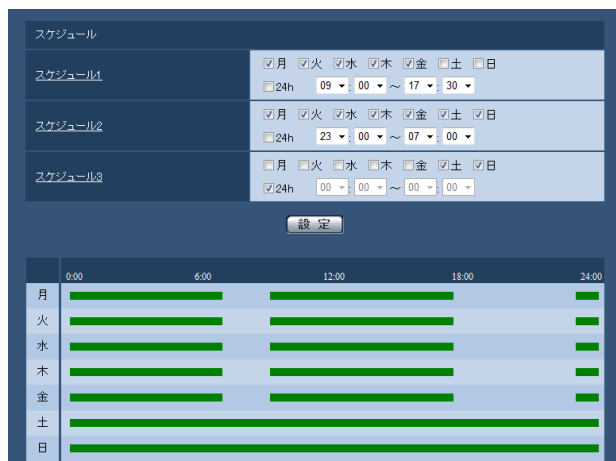 スケジュール
スケジュール1
月 火 水 木 金 土 日
24h 09 : 00 ～ 17 : 30
スケジュール2
月 火 水 木 金 土 日
24h 23 : 00 ～ 07 : 00
スケジュール3
月 火 水 木 金 土 日
24h 00 : 00 ～ 00 : 00
設 定
0:00 6:00 12:00 18:00 24:00
月
火
水
木
金
土
日